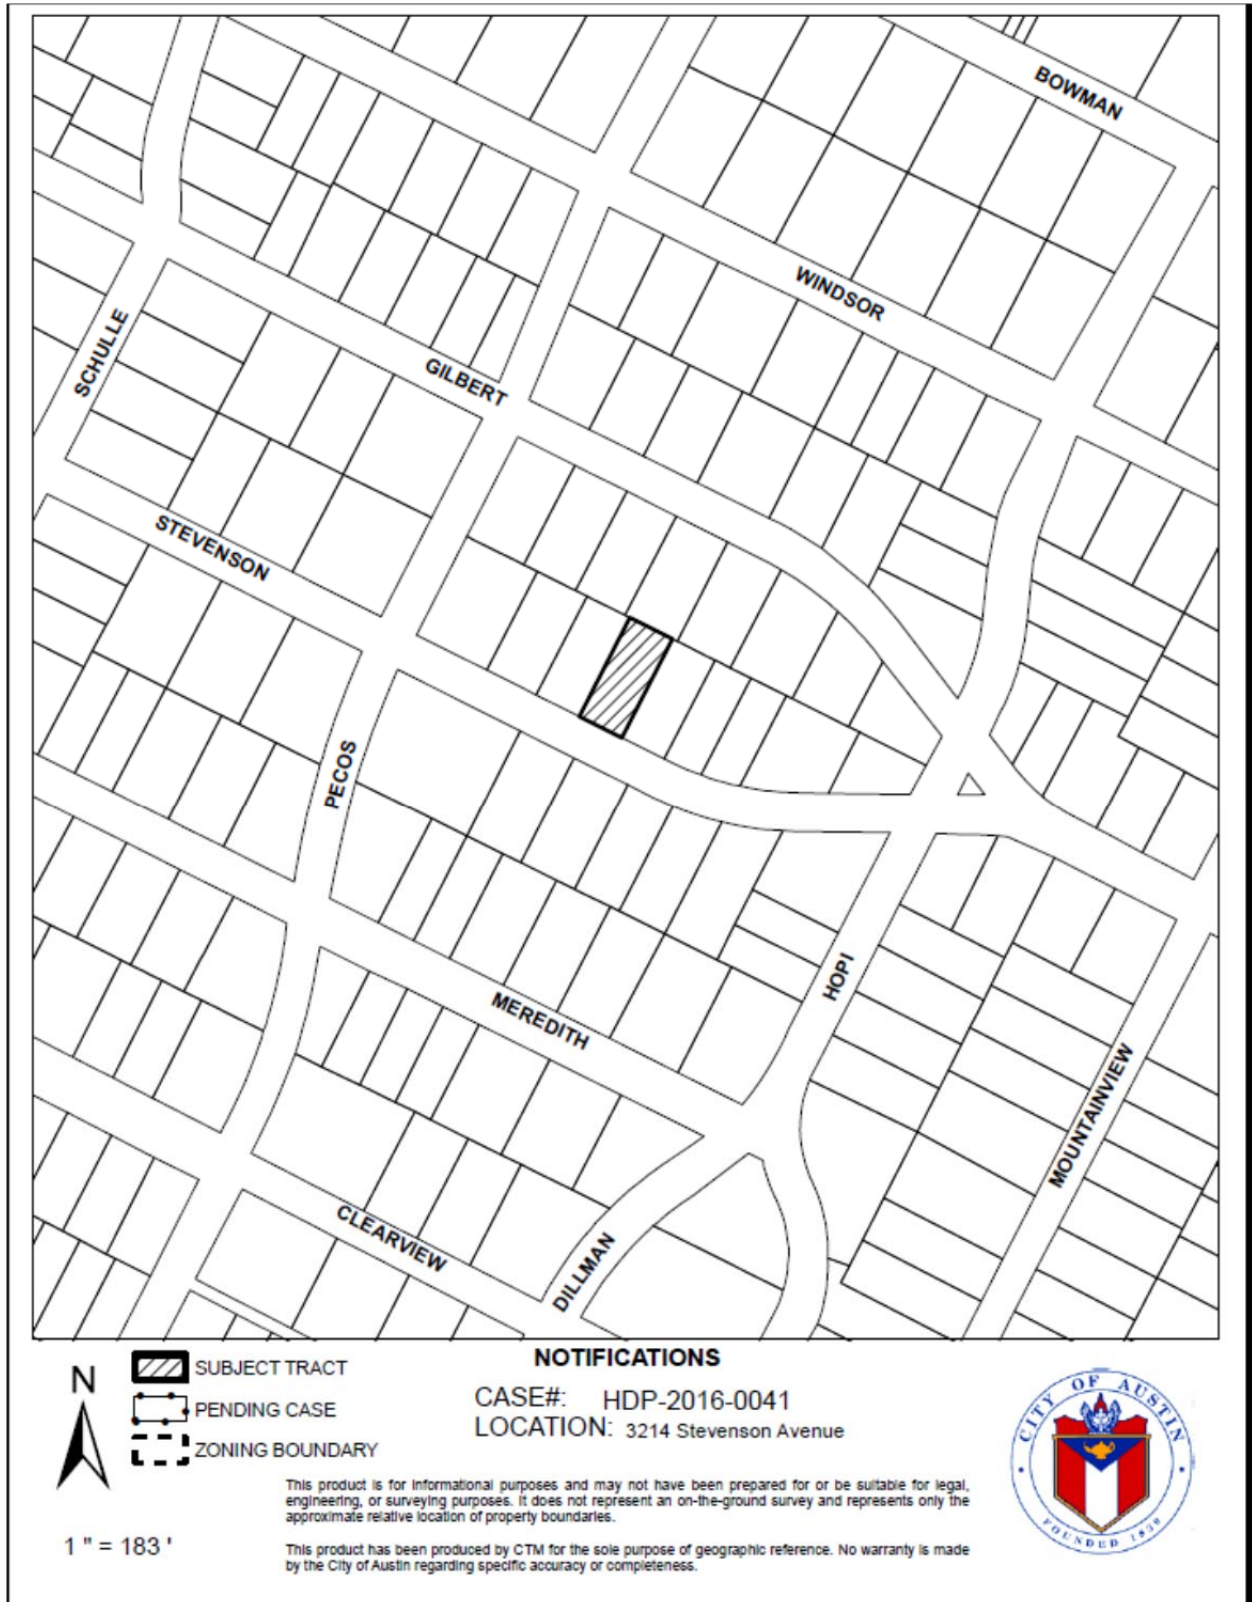 BOWMAN
WINDSOR
SCHULLE
GILBERT
STEVENSON
PECOS
HOPI
MEREDITH
MOUNTAINVIEW
CLEARVIEW
DILLMAN
NOTIFICATIONS
N
SUBJECT TRACT
PENDING CASE
ZONING BOUNDARY
CASE#: HDP-2016-0041
LOCATION: 3214 Stevenson Avenue
This product is for informational purposes and may not have been prepared for or be suitable for legal,
engineering, or surveying purposes. It does not represent an on-the-ground survey and represents only the
approximate relative location of property boundaries.
1 " = 183 '
This product has been produced by CTM for the sole purpose of geographic reference. No warranty is made
by the City of Austin regarding specific accuracy or completeness.
CITY OF AUSTIN
FOUNDED 1839